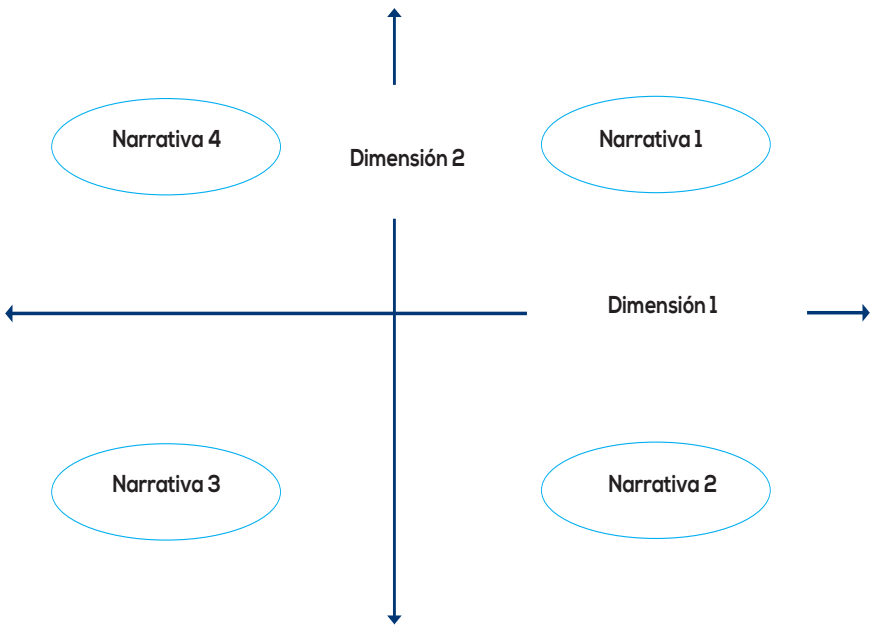 Narrativa 4
Narrativa 1
Dimensión 2
Dimensión 1
Narrativa 3
Narrativa 2